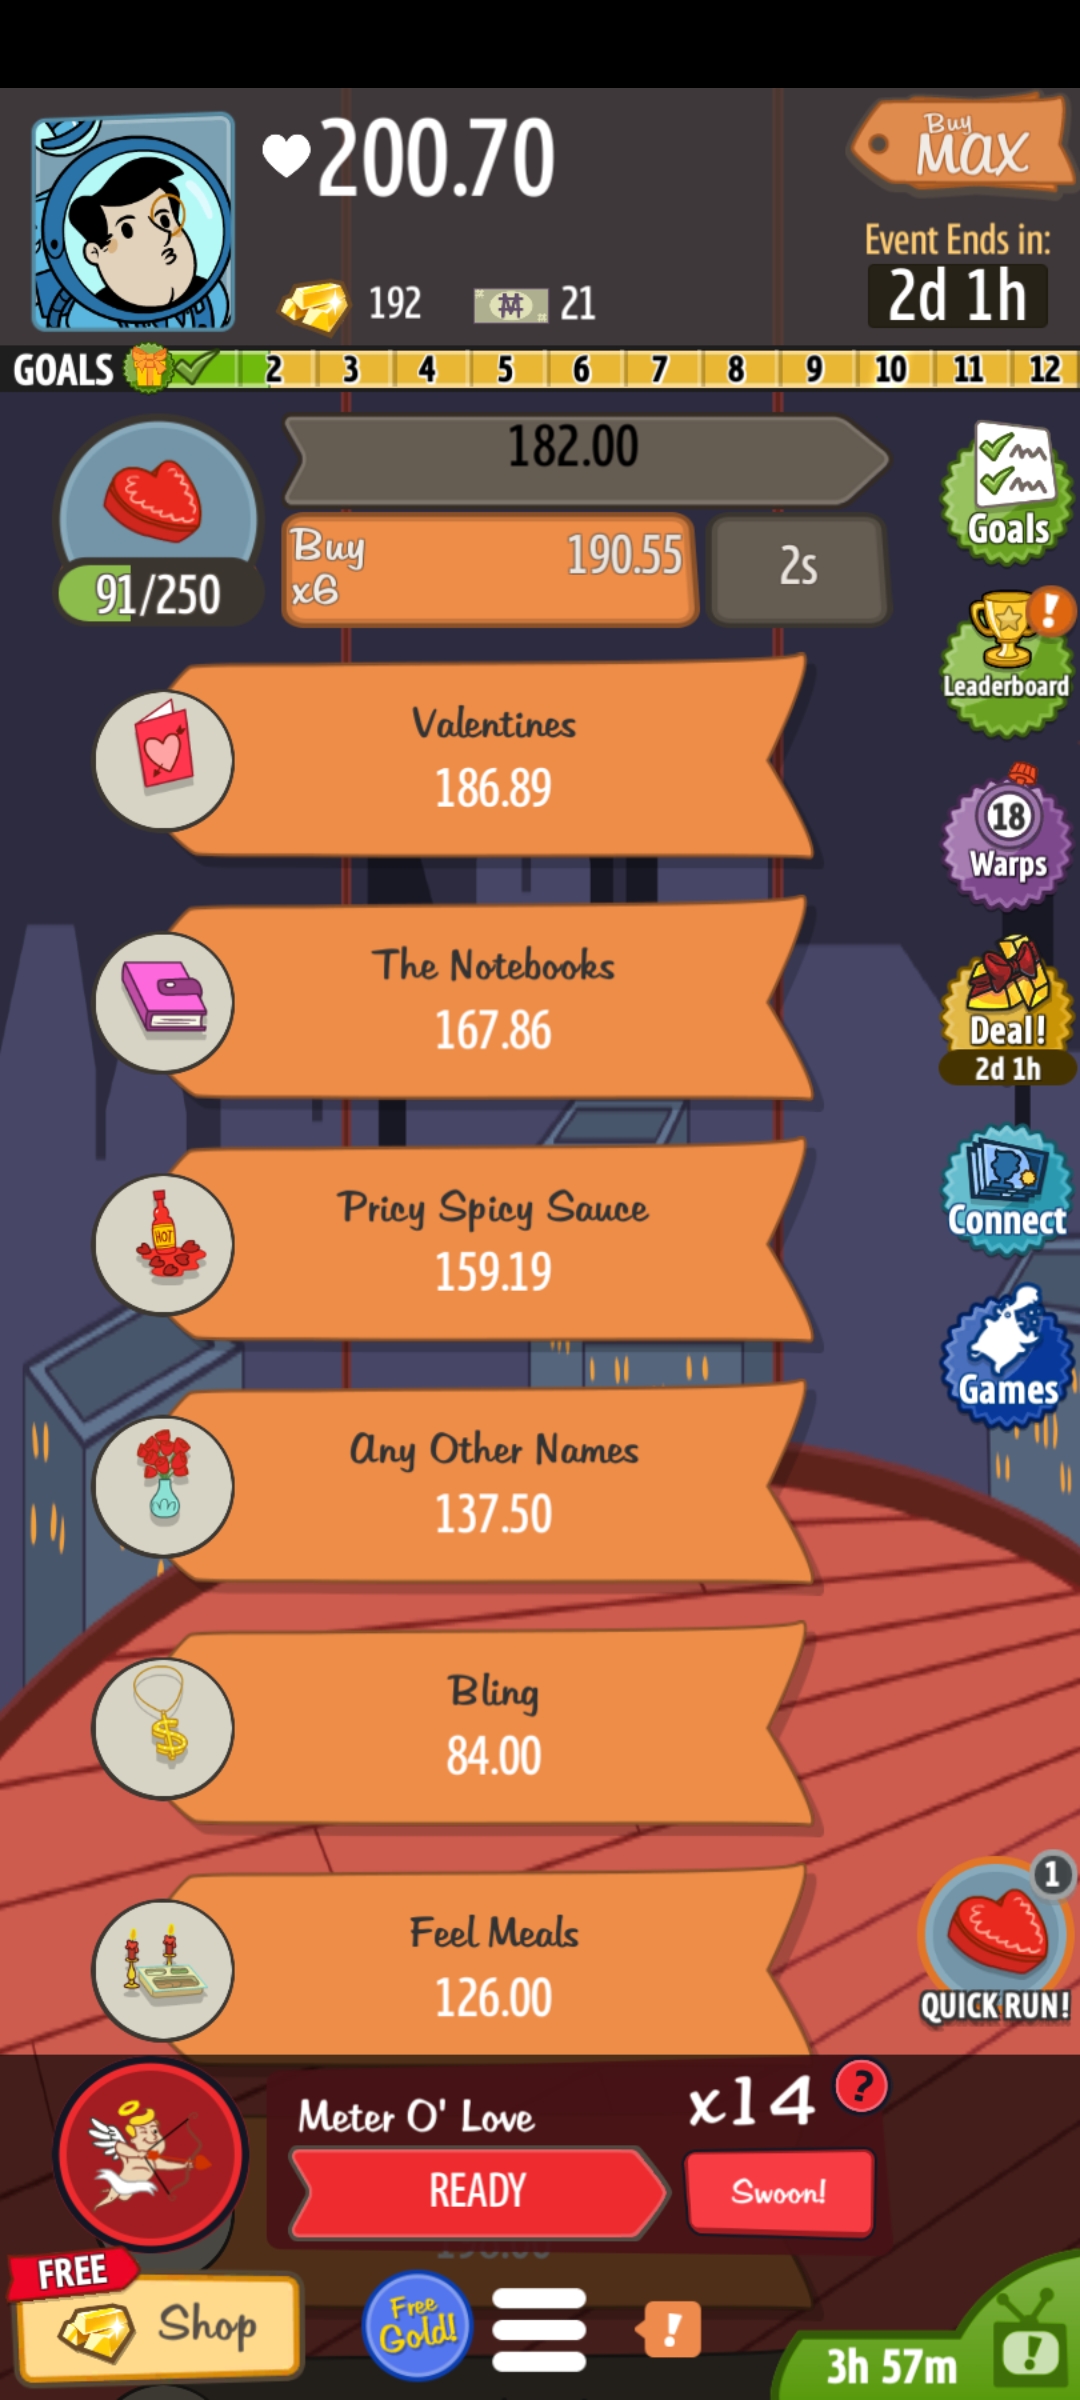 200.70
Buy
MAX
Event Ends in:
2d 1h
192
21
GOALS 2 3 4 5 6 7 8 9 10 11 12
182.00
Buy
x6
190.55
2s
91/250
Goals
Leaderboard
!
Valentines
186.89
18
Warps
The Notebooks
167.86
Deal!
2d 1h
Pricy Spicy Sauce
159.19
HOT
Connect
Games
Any Other Names
137.50
Bling
84.00
$
Feel Meals
126.00
1
QUICK RUN!
Meter O' Love
x14
?
READY
Swoon!
FREE
Shop
Free
Gold!
!
3h 57m
!